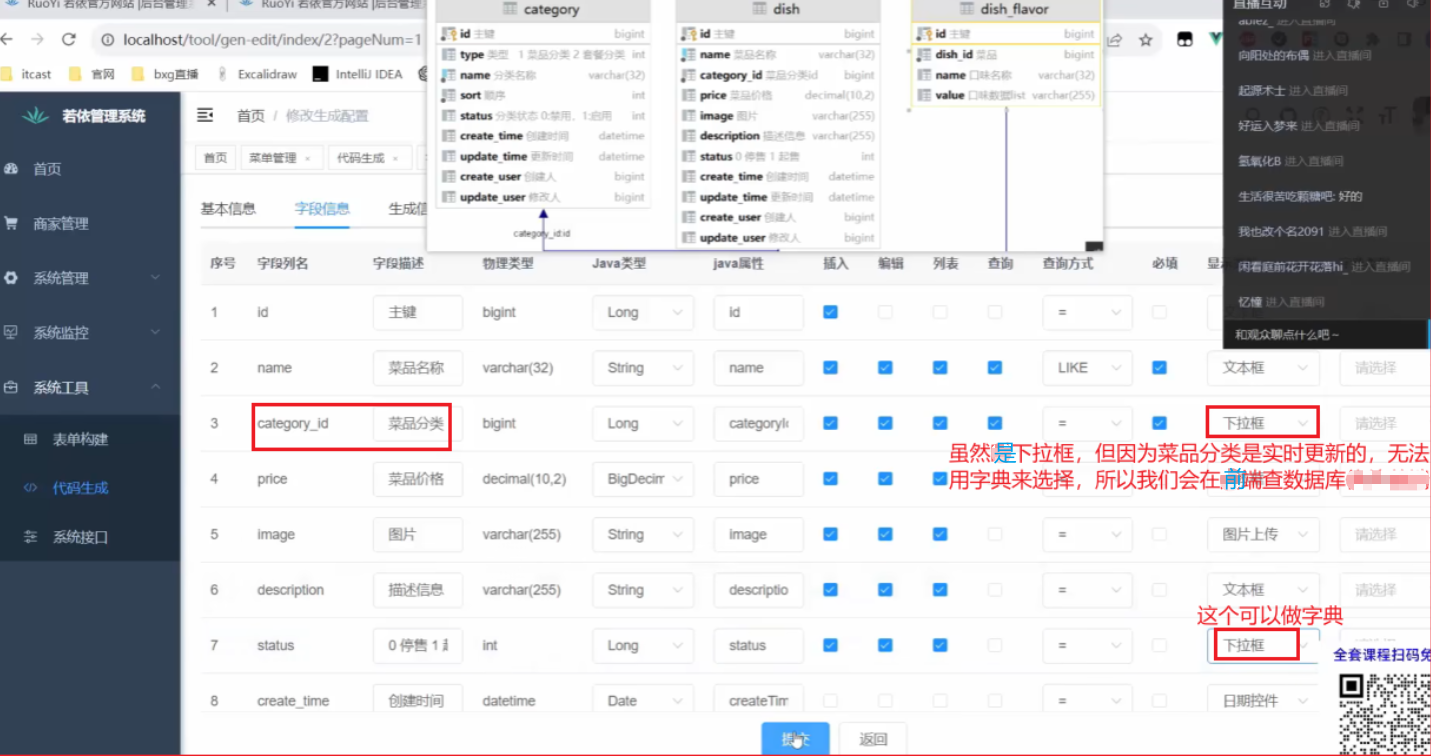 RuoYi 官方网站 |后台管理
RuoYi 若依官方网站 |后台管理
localhost/tool/gen-edit/index/2?pageNum=1
itcast 官网 bxg直播 Excalidraw IntelliJ IDEA
category
id 主键 bigint
type 类型 1 菜品分类 2 套餐分类 int
name 分类名称 varchar(32)
sort 顺序 int
status 分类状态 0:禁用, 1:启用 int
create_time 创建时间 datetime
update_time 更新时间 datetime
create_user 创建人 bigint
update_user 修改人 bigint
category_id:id
dish
id 主键 bigint
name 菜品名称 varchar(32)
category_id 菜品分类id bigint
price 菜品价格 decimal(10,2)
image 图片 varchar(255)
description 描述信息 varchar(255)
status 0 停售 1 起售 int
create_time 创建时间 datetime
update_time 更新时间 datetime
create_user 创建人 bigint
update_user 修改人 bigint
dish_flavor
id 主键 bigint
dish_id 菜品 bigint
name 口味名称 varchar(32)
value 口味数据list varchar(255)
直播互动
进入直播间
向阳处的布偶 进入直播间
起源术士 进入直播间
好运入梦来 进入直播间
氢氧化B 进入直播间
生活很苦吃颗糖吧: 好的
我也改个名2091 进入直播间
闲看庭前花开花落hi_ 进入直播间
忆憧 进入直播间
和观众聊点什么吧~
若依管理系统
首页
商家管理
系统管理
系统监控
系统工具
表单构建
代码生成
系统接口
首页 / 修改生成配置
首页 菜单管理 × 代码生成 ×
基本信息 字段信息 生成信
序号 字段列名 字段描述 物理类型 Java类型 java属性 插入 编辑 列表 查询 查询方式 必填 显
1 id 主键 bigint Long id =
2 name 菜品名称 varchar(32) String name LIKE 文本框 请选择
3 category_id 菜品分类 bigint Long categoryI = 下拉框 请选择
虽然是下拉框，但因为菜品分类是实时更新的，无法
用字典来选择，所以我们会在前端查数据库
4 price 菜品价格 decimal(10,2) BigDecim price
5 image 图片 varchar(255) String image = 图片上传 请选择
6 description 描述信息 varchar(255) String descriptio = 文本框 请选择
这个可以做字典
7 status 0 停售 1 起 int Long status = 下拉框
8 create_time 创建时间 datetime Date createTim = 日期控件
提交 返回
全套课程扫码免